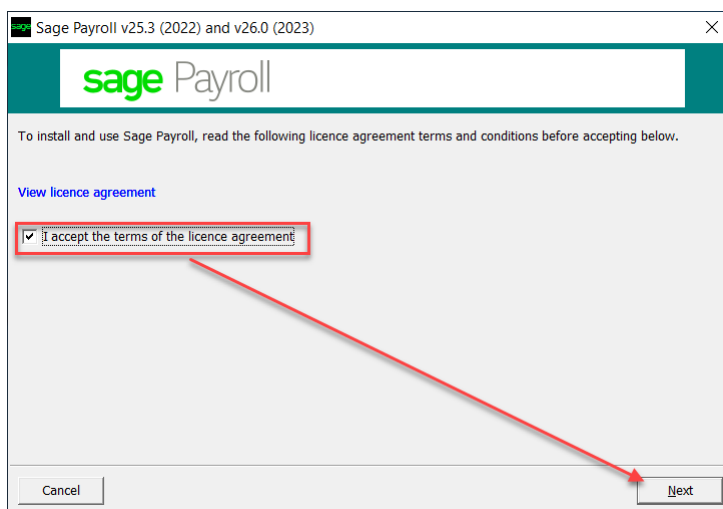 Sage Payroll v25.3 (2022) and v26.0 (2023)
sage Payroll
To install and use Sage Payroll, read the following licence agreement terms and conditions before accepting below.
View licence agreement
I accept the terms of the licence agreement
Cancel
Next